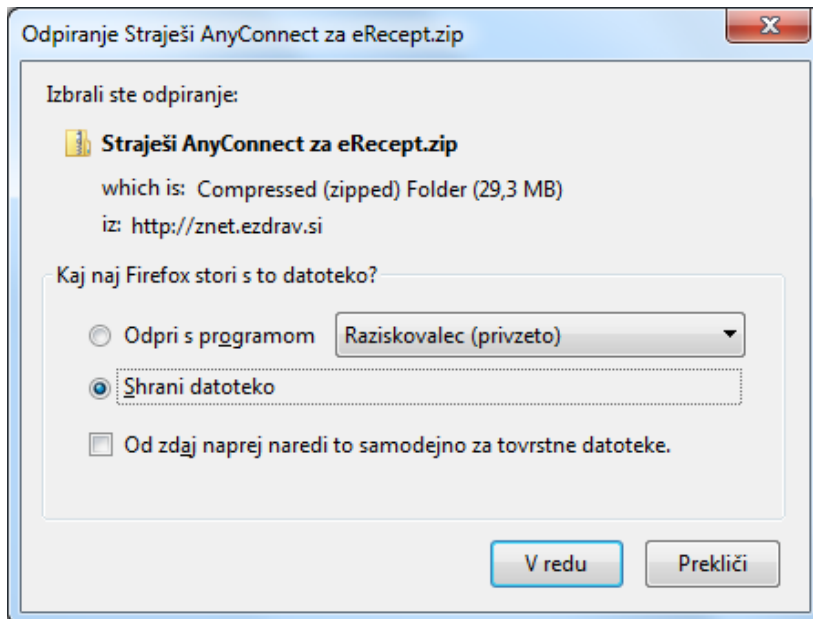 Odpiranje Straješi AnyConnect za eRecept.zip
Izbrali ste odpiranje:
Straješi AnyConnect za eRecept.zip
which is: Compressed (zipped) Folder (29,3 MB)
iz: http://znet.ezdrav.si
Kaj naj Firefox stori s to datoteko?
Odpri s programom Raziskovalec (privzeto)
Shrani datoteko
Od zdaj naprej naredi to samodejno za tovrstne datoteke.
V redu Prekliči